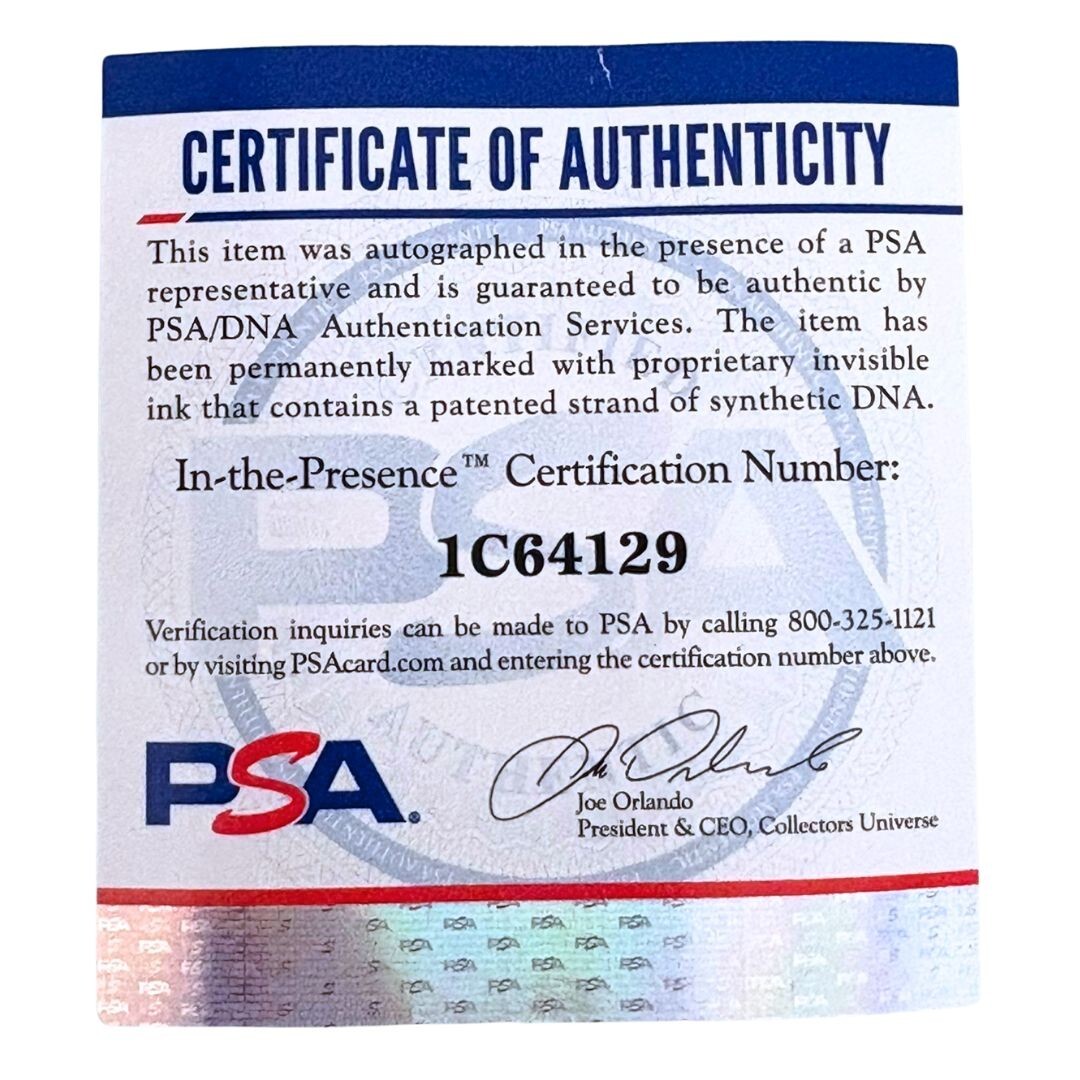 CERTIFICATE OF AUTHENTICITY
This item was autographed in the presence of a PSA
representative and is guaranteed to be authentic by
PSA/DNA Authentication Services. The item has
been permanently marked with proprietary invisible
ink that contains a patented strand of synthetic DNA.
In-the-Presence™ Certification Number:
1C64129
Verification inquiries can be made to PSA by calling 800-325-1121
or by visiting PSAcard.com and entering the certification number above.
PSA®
Joe Orlando
President & CEO, Collectors Universe